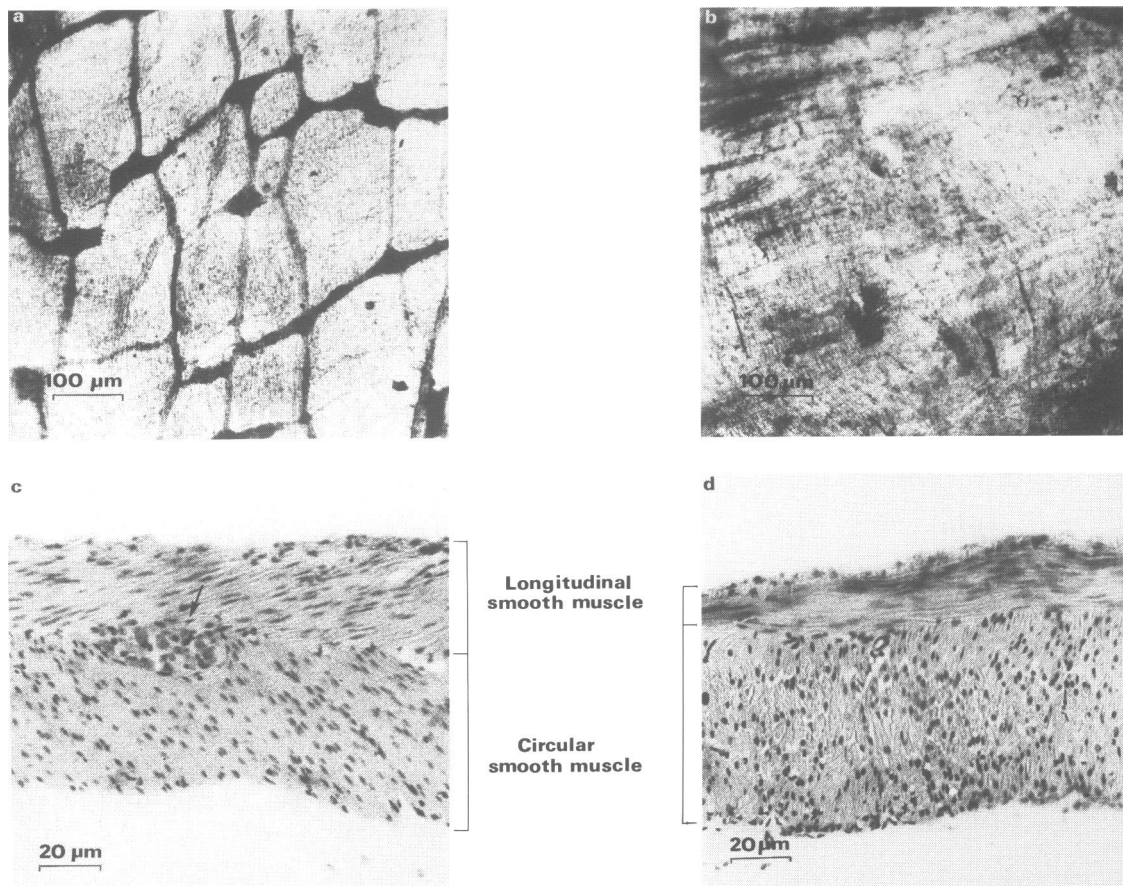 a
b
100 µm
100 µm
c
d
Longitudinal
smooth muscle
Circular
smooth muscle
20 µm
20 µm